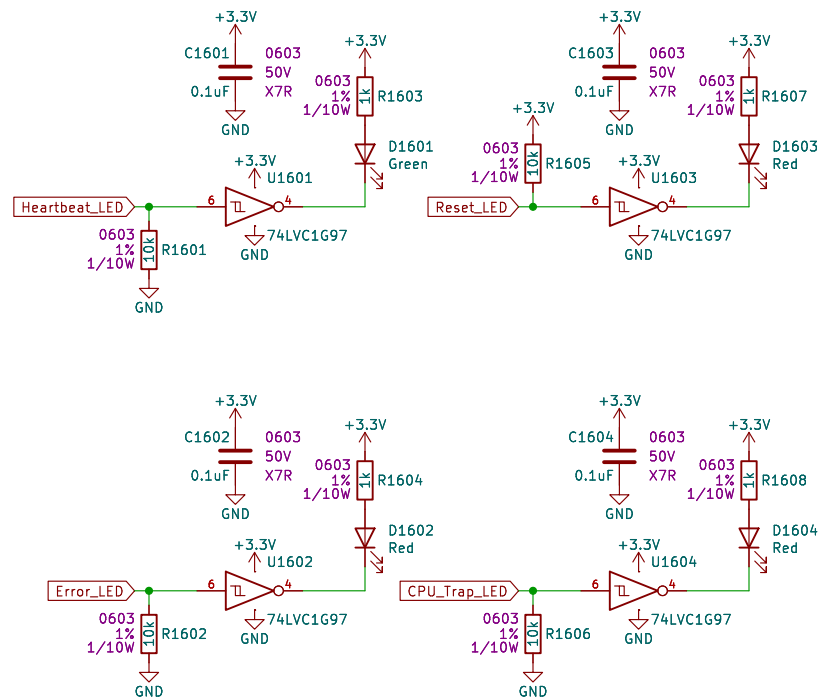 +3.3V
C1601
0.1uF
0603
50V
X7R
GND
+3.3V
0603
1%
1/10W
1k
R1603
D1601
Green
+3.3V
U1601
6
4
74LVC1G97
GND
Heartbeat_LED
0603
1%
1/10W
10k
R1601
GND
+3.3V
C1603
0.1uF
0603
50V
X7R
GND
+3.3V
0603
1%
1/10W
1k
R1607
D1603
Red
+3.3V
0603
1%
1/10W
10k
R1605
+3.3V
U1603
6
4
74LVC1G97
GND
Reset_LED
+3.3V
C1602
0.1uF
0603
50V
X7R
GND
+3.3V
0603
1%
1/10W
1k
R1604
D1602
Red
+3.3V
U1602
6
4
74LVC1G97
GND
Error_LED
0603
1%
1/10W
10k
R1602
GND
+3.3V
C1604
0.1uF
0603
50V
X7R
GND
+3.3V
0603
1%
1/10W
1k
R1608
D1604
Red
+3.3V
U1604
6
4
74LVC1G97
GND
CPU_Trap_LED
0603
1%
1/10W
10k
R1606
GND